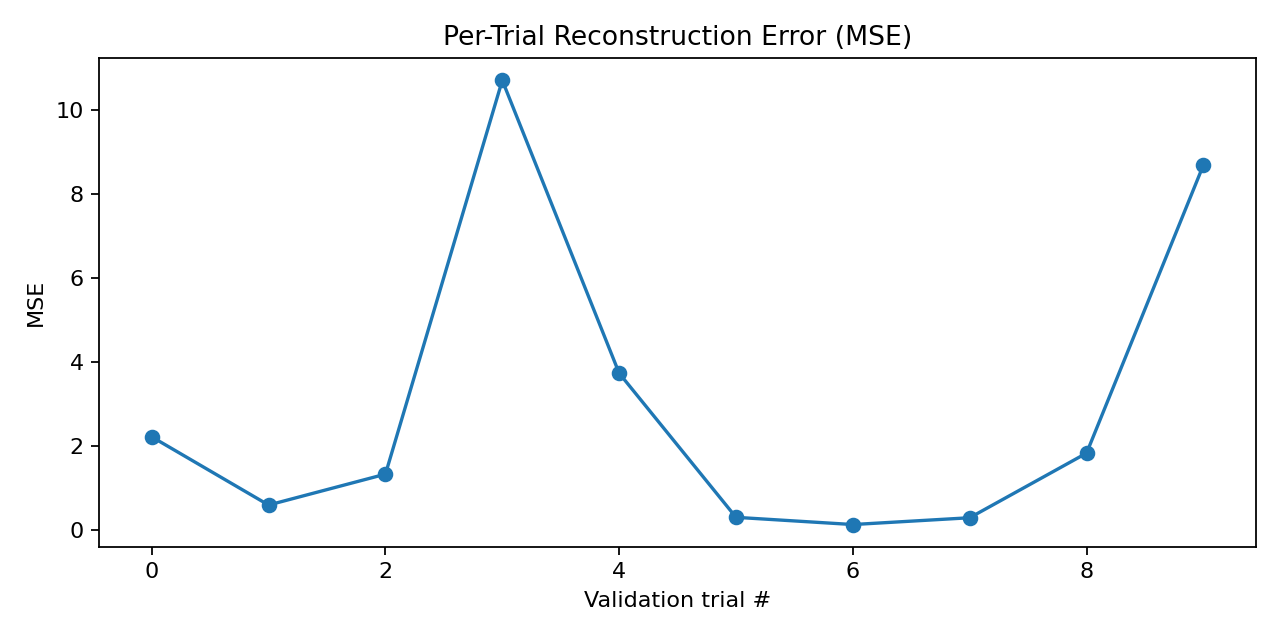 Per-Trial Reconstruction Error (MSE)
10
8
6
4
2
0
MSE
0 2 4 6 8
Validation trial #